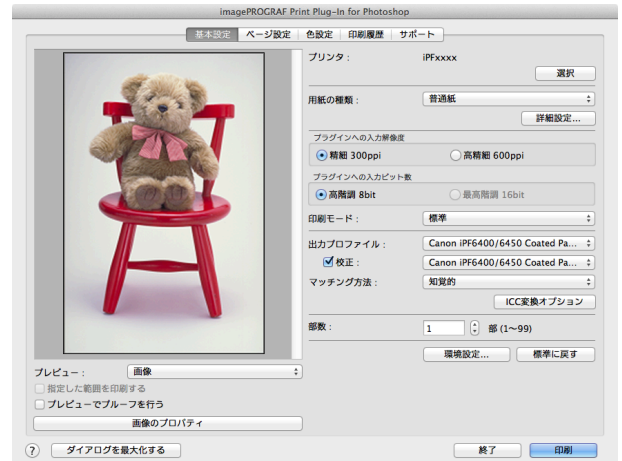 imagePROGRAF Print Plug-In for Photoshop
基本設定 ページ設定 色設定 印刷履歴 サポート
プリンタ： iPFxxxx
選択
用紙の種類： 普通紙
詳細設定...
プラグインへの入力解像度
精細 300ppi 高精細 600ppi
プラグインへの入力ビット数
高階調 8bit 最高階調 16bit
印刷モード： 標準
出力プロファイル： Canon iPF6400/6450 Coated Pa...
校正： Canon iPF6400/6450 Coated Pa...
マッチング方法： 知覚的
ICC変換オプション
部数： 1 部 (1〜99)
環境設定... 標準に戻す
プレビュー： 画像
指定した範囲を印刷する
プレビューでプルーフを行う
画像のプロパティ
? ダイアログを最大化する 終了 印刷